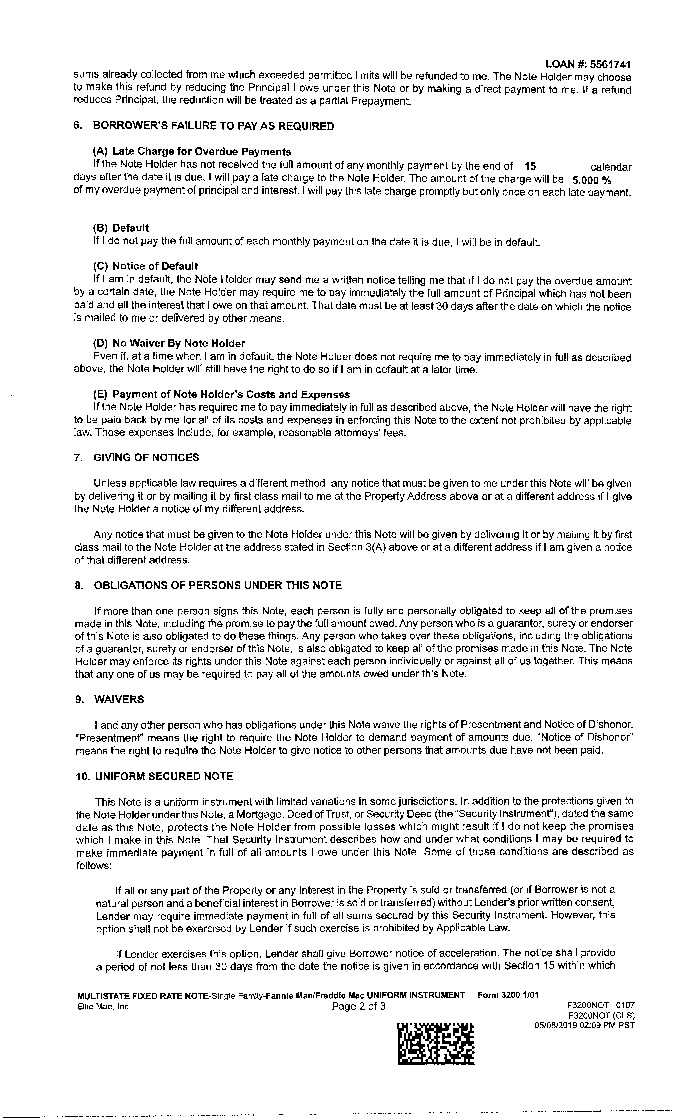 LOAN #: 5561741
sums already collected from me which exceeded permitted limits will be refunded to me. The Note Holder may choose
to make this refund by reducing the Principal I owe under this Note or by making a direct payment to me. If a refund
reduces Principal, the reduction will be treated as a partial Prepayment.
6. BORROWER'S FAILURE TO PAY AS REQUIRED
(A) Late Charge for Overdue Payments
If the Note Holder has not received the full amount of any monthly payment by the end of 15 calendar
days after the date it is due, I will pay a late charge to the Note Holder. The amount of the charge will be 5.000 %
of my overdue payment of principal and interest. I will pay this late charge promptly but only once on each late payment.
(B) Default
If I do not pay the full amount of each monthly payment on the date it is due, I will be in default.
(C) Notice of Default
If I am in default, the Note Holder may send me a written notice telling me that if I do not pay the overdue amount
by a certain date, the Note Holder may require me to pay immediately the full amount of Principal which has not been
paid and all the interest that I owe on that amount. That date must be at least 30 days after the date on which the notice
is mailed to me or delivered by other means.
(D) No Waiver By Note Holder
Even if, at a time when I am in default, the Note Holder does not require me to pay immediately in full as described
above, the Note Holder will still have the right to do so if I am in default at a later time.
(E) Payment of Note Holder's Costs and Expenses
If the Note Holder has required me to pay immediately in full as described above, the Note Holder will have the right
to be paid back by me for all of its costs and expenses in enforcing this Note to the extent not prohibited by applicable
law. Those expenses include, for example, reasonable attorneys' fees.
7. GIVING OF NOTICES
Unless applicable law requires a different method, any notice that must be given to me under this Note will be given
by delivering it or by mailing it by first class mail to me at the Property Address above or at a different address if I give
the Note Holder a notice of my different address.
Any notice that must be given to the Note Holder under this Note will be given by delivering it or by mailing it by first
class mail to the Note Holder at the address stated in Section 3(A) above or at a different address if I am given a notice
of that different address.
8. OBLIGATIONS OF PERSONS UNDER THIS NOTE
If more than one person signs this Note, each person is fully and personally obligated to keep all of the promises
made in this Note, including the promise to pay the full amount owed. Any person who is a guarantor, surety or endorser
of this Note is also obligated to do these things. Any person who takes over these obligations, including the obligations
of a guarantor, surety or endorser of this Note, is also obligated to keep all of the promises made in this Note. The Note
Holder may enforce its rights under this Note against each person individually or against all of us together. This means
that any one of us may be required to pay all of the amounts owed under this Note.
9. WAIVERS
I and any other person who has obligations under this Note waive the rights of Presentment and Notice of Dishonor.
"Presentment" means the right to require the Note Holder to demand payment of amounts due. "Notice of Dishonor"
means the right to require the Note Holder to give notice to other persons that amounts due have not been paid.
10. UNIFORM SECURED NOTE
This Note is a uniform instrument with limited variations in some jurisdictions. In addition to the protections given to
the Note Holder under this Note, a Mortgage, Deed of Trust, or Security Deed (the "Security Instrument"), dated the same
date as this Note, protects the Note Holder from possible losses which might result if I do not keep the promises
which I make in this Note. That Security Instrument describes how and under what conditions I may be required to
make immediate payment in full of all amounts I owe under this Note. Some of those conditions are described as
follows:
If all or any part of the Property or any Interest in the Property is sold or transferred (or if Borrower is not a
natural person and a beneficial interest in Borrower is sold or transferred) without Lender's prior written consent,
Lender may require immediate payment in full of all sums secured by this Security Instrument. However, this
option shall not be exercised by Lender if such exercise is prohibited by Applicable Law.
If Lender exercises this option, Lender shall give Borrower notice of acceleration. The notice shall provide
a period of not less than 30 days from the date the notice is given in accordance with Section 15 within which
MULTISTATE FIXED RATE NOTE-Single Family-Fannie Mae/Freddie Mac UNIFORM INSTRUMENT Form 3200 1/01
Ellie Mae, Inc. Page 2 of 3 F3200NOT 0107
F3200NOT (CLS)
05/08/2019 02:09 PM PST